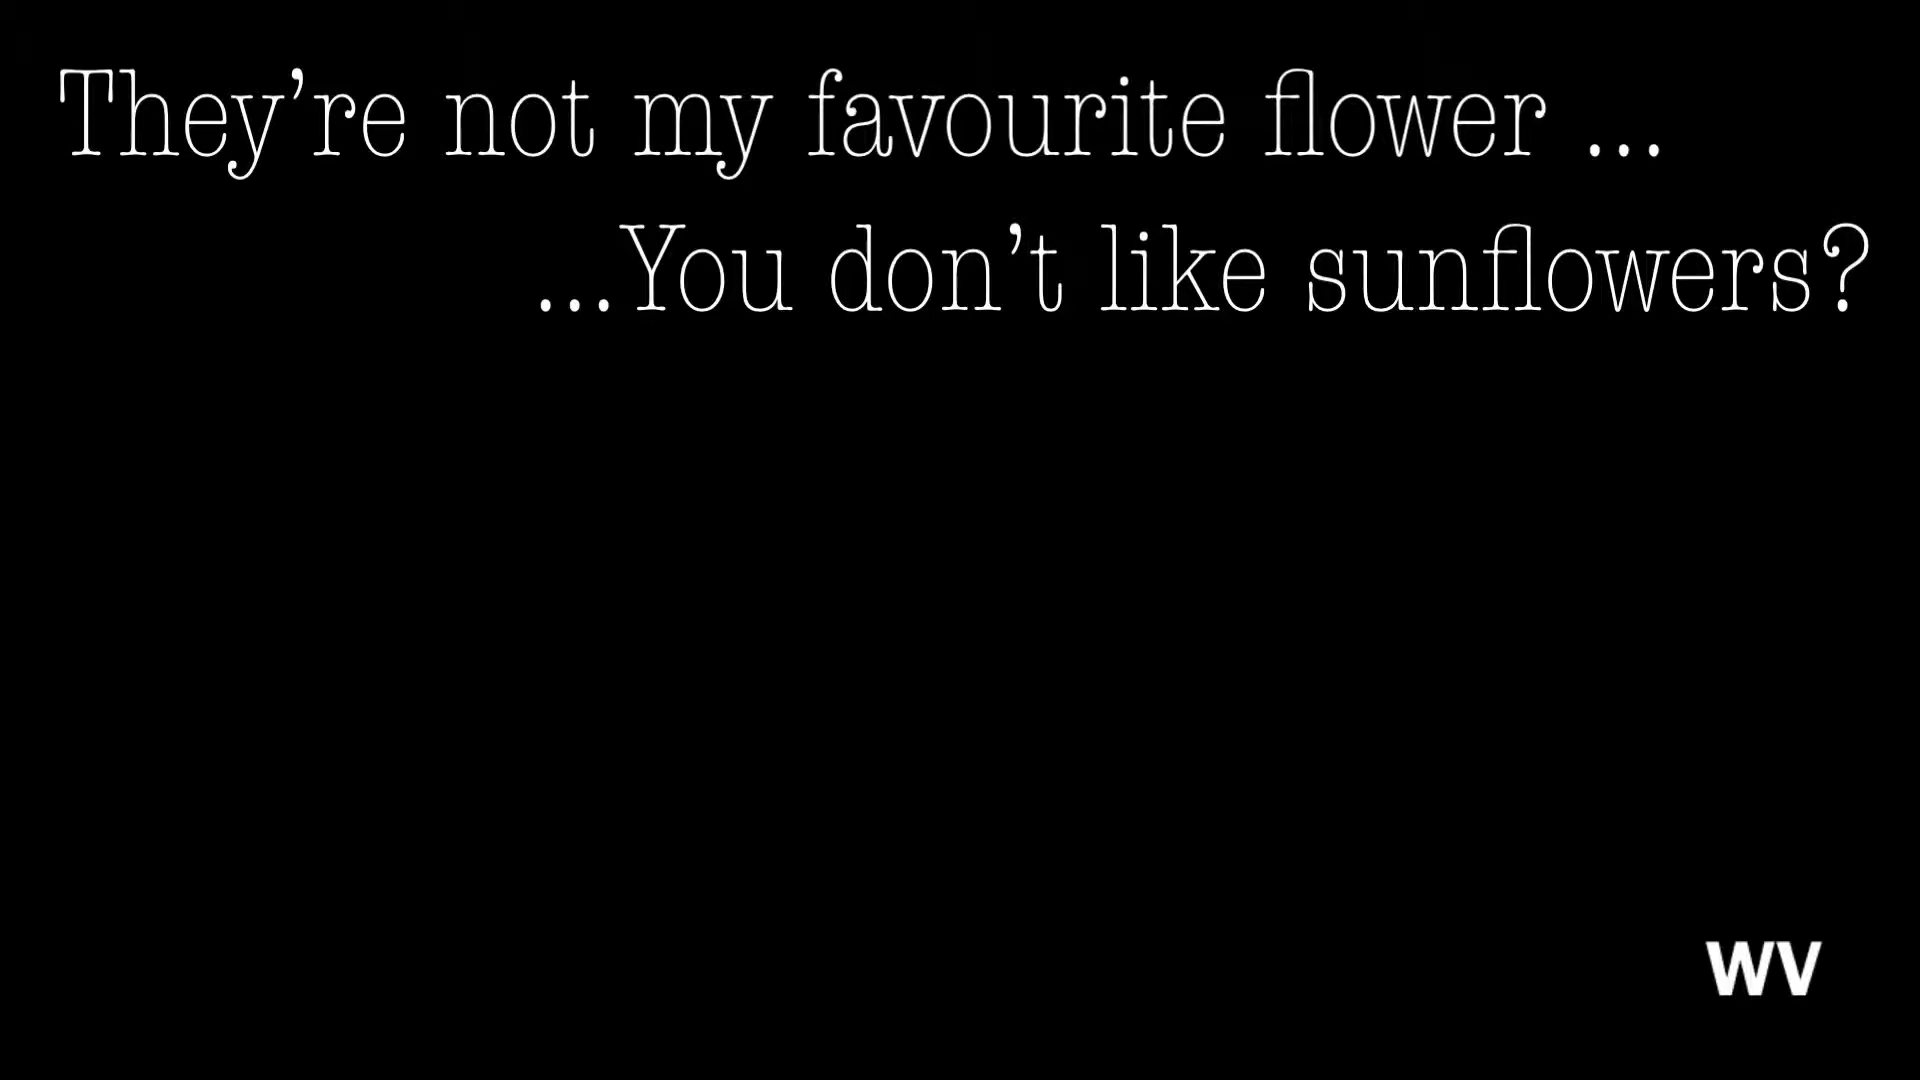 They’re not my favourite flower ...
...You don’t like sunflowers?
WV